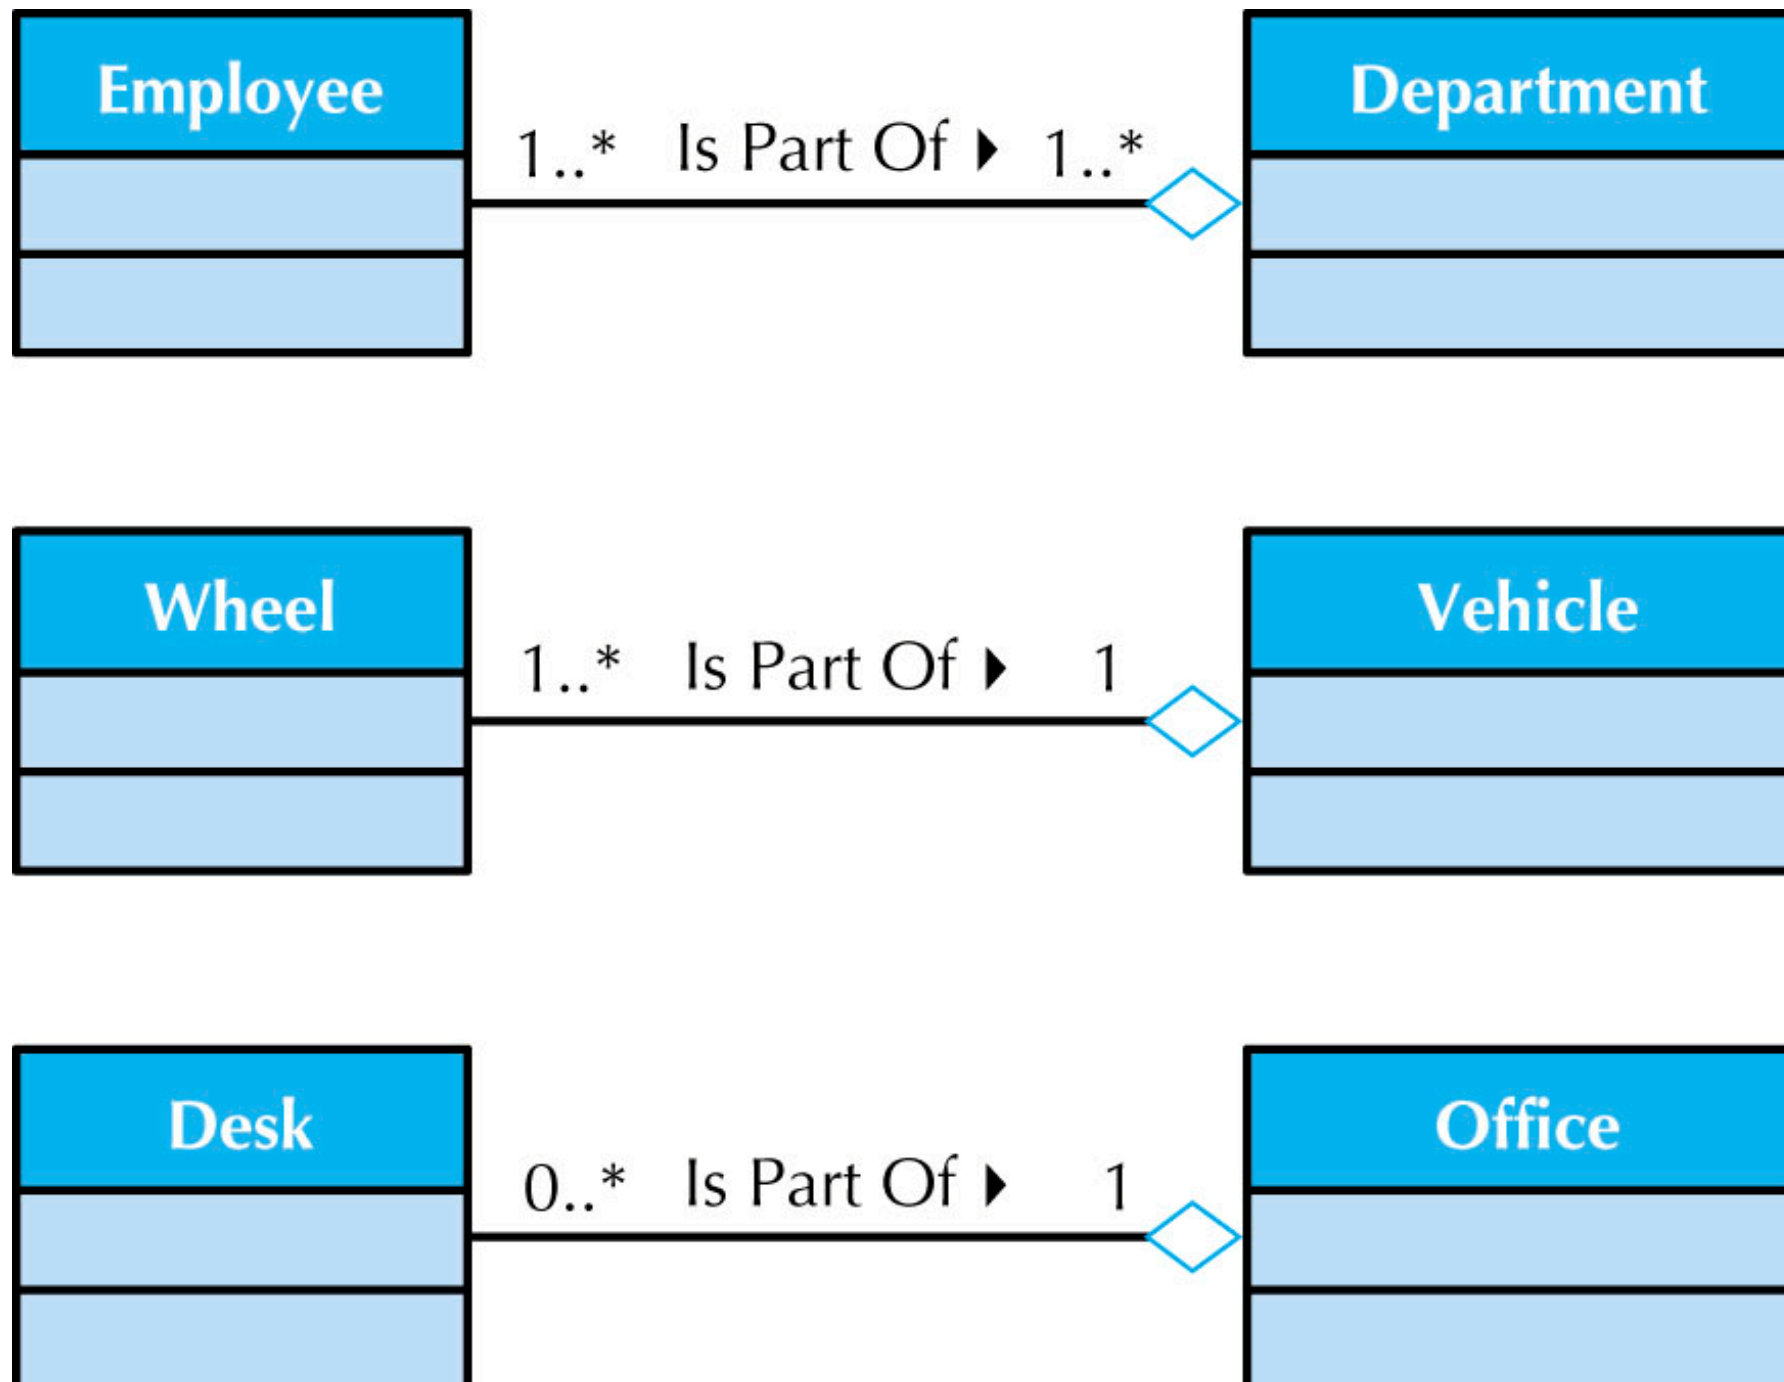 Employee
1..* Is Part Of ▶ 1..*
Department
Wheel
1..* Is Part Of ▶ 1
Vehicle
Desk
0..* Is Part Of ▶ 1
Office